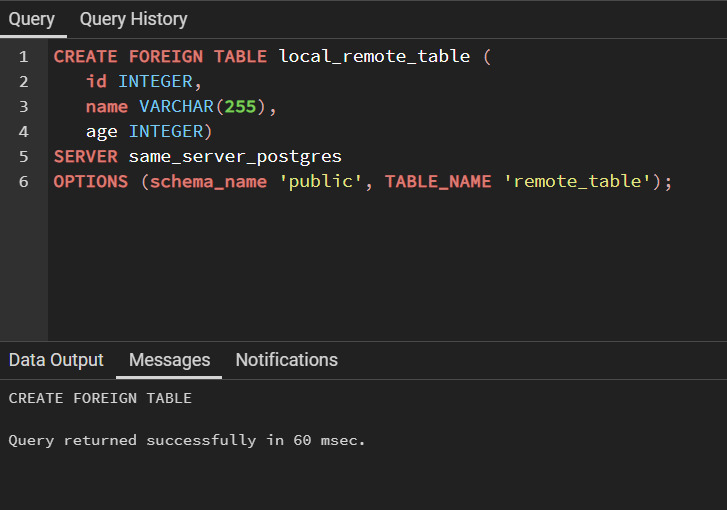 Query Query History
1 CREATE FOREIGN TABLE local_remote_table (
2 id INTEGER,
3 name VARCHAR(255),
4 age INTEGER)
5 SERVER same_server_postgres
6 OPTIONS (schema_name 'public', TABLE_NAME 'remote_table');
Data Output Messages Notifications
CREATE FOREIGN TABLE
Query returned successfully in 60 msec.